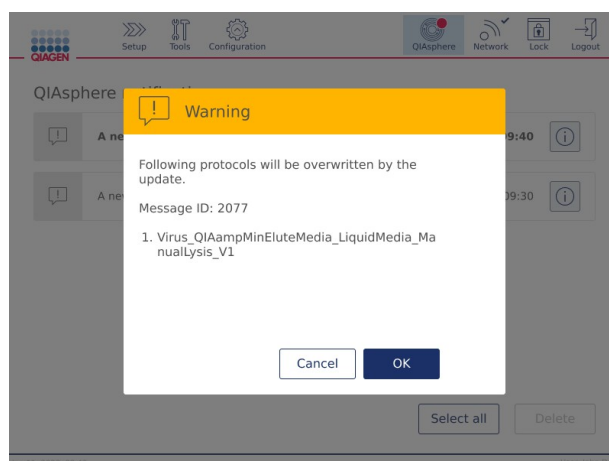 Setup
Tools
Configuration
QIAsphere
Network
Lock
Logout
QIAGEN
QIAsphere
Warning
A ne
9:40
Following protocols will be overwritten by the
update.
A ne
09:30
Message ID: 2077
1. Virus_QIAampMinEluteMedia_LiquidMedia_Ma
nualLysis_V1
Cancel
OK
Select all
Delete